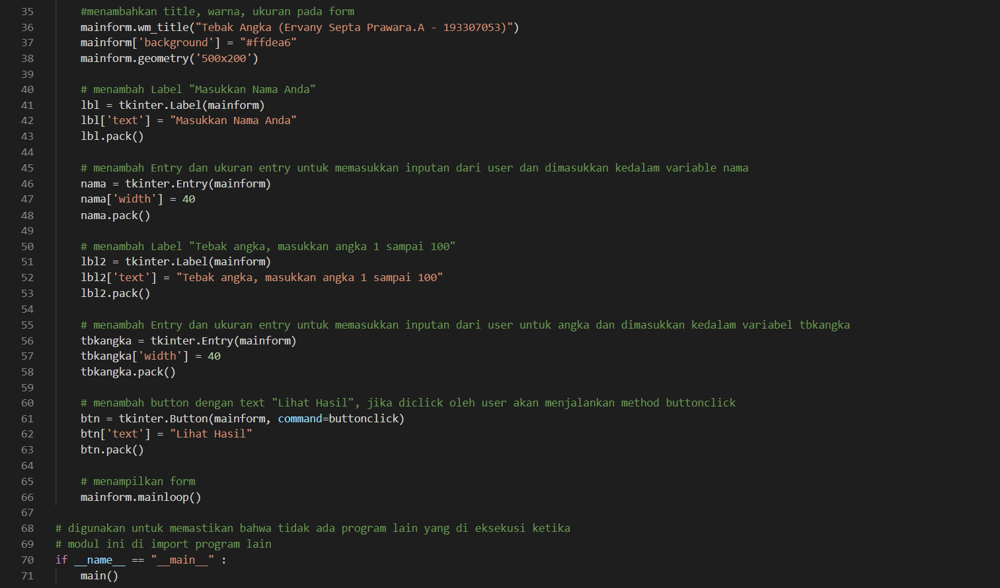 35 #menambahkan title, warna, ukuran pada form
36 mainform.wm_title("Tebak Angka (Ervany Septa Prawara.A - 193307053)")
37 mainform['background'] = "#ffdea6"
38 mainform.geometry('500x200')
39
40 # menambah Label "Masukkan Nama Anda"
41 lbl = tkinter.Label(mainform)
42 lbl['text'] = "Masukkan Nama Anda"
43 lbl.pack()
44
45 # menambah Entry dan ukuran entry untuk memasukkan inputan dari user dan dimasukkan kedalam variable nama
46 nama = tkinter.Entry(mainform)
47 nama['width'] = 40
48 nama.pack()
49
50 # menambah Label "Tebak angka, masukkan angka 1 sampai 100"
51 lbl2 = tkinter.Label(mainform)
52 lbl2['text'] = "Tebak angka, masukkan angka 1 sampai 100"
53 lbl2.pack()
54
55 # menambah Entry dan ukuran entry untuk memasukkan inputan dari user untuk angka dan dimasukkan kedalam variabel tbkangka
56 tbkangka = tkinter.Entry(mainform)
57 tbkangka['width'] = 40
58 tbkangka.pack()
59
60 # menambah button dengan text "Lihat Hasil", jika diclick oleh user akan menjalankan method buttonclick
61 btn = tkinter.Button(mainform, command=buttonclick)
62 btn['text'] = "Lihat Hasil"
63 btn.pack()
64
65 # menampilkan form
66 mainform.mainloop()
67
68 # digunakan untuk memastikan bahwa tidak ada program lain yang di eksekusi ketika
69 # modul ini di import program lain
70 if __name__ == "__main__" :
71 main()